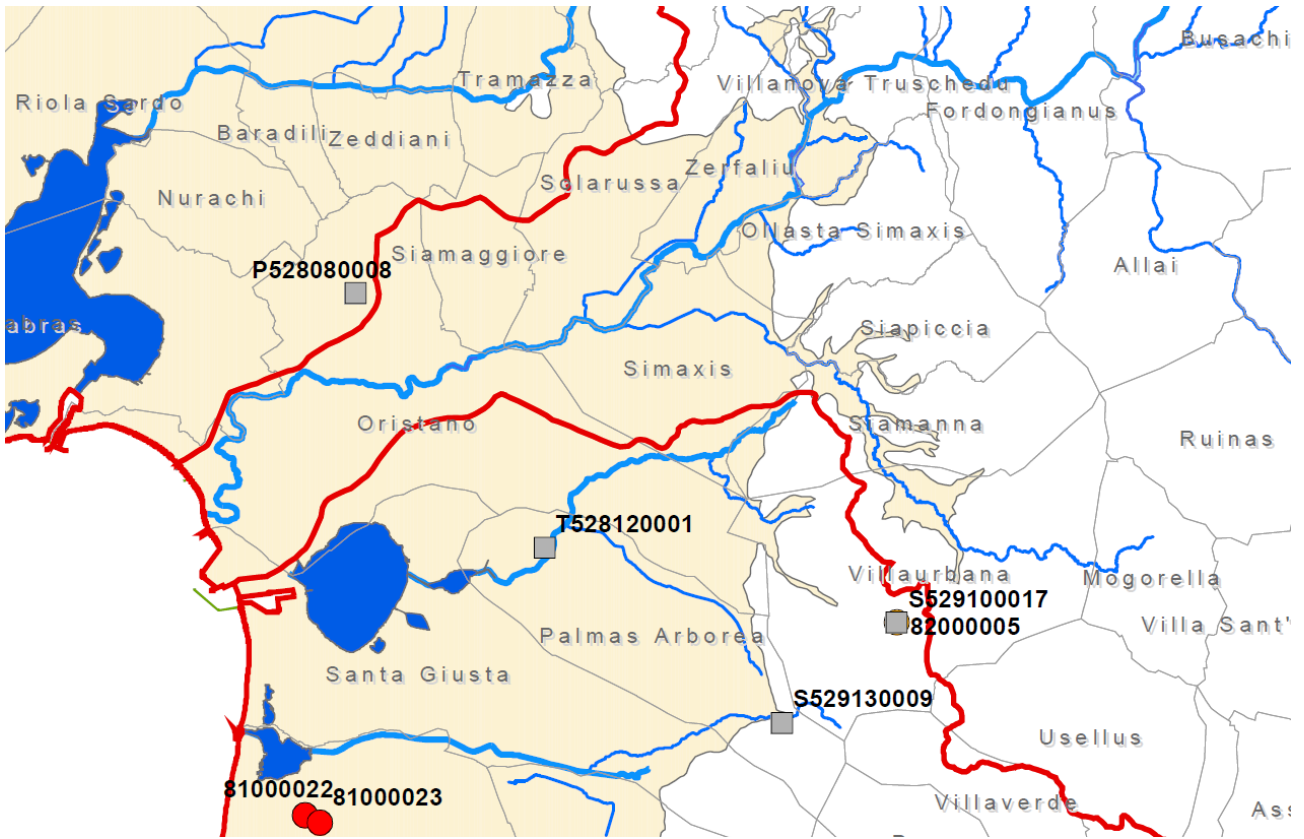 Busachi
Tramazza
Villanova Truschedu
Riola Sardo
Fordongianus
Baradili
Zeddiani
Zerfaliu
Solarussa
Nurachi
Ollasta Simaxis
Siamaggiore
Allai
P528080008
abras
Siapiccia
Simaxis
Oristano
Siamanna
Ruinas
T528120001
Villaurbana
Mogorella
S529100017
82000005
Villa Sant'
Palmas Arborea
Santa Giusta
S529130009
Usellus
81000022
81000023
Villaverde
Ass